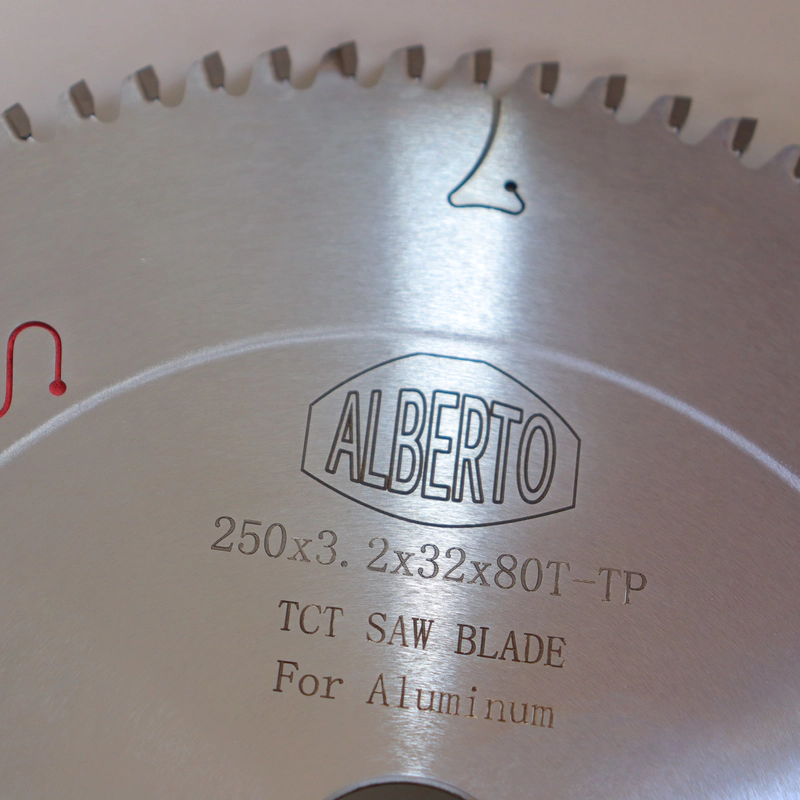 ALBERTO
250x3. 2x32x80T-TP
TCT SAW BLADE
For Aluminum